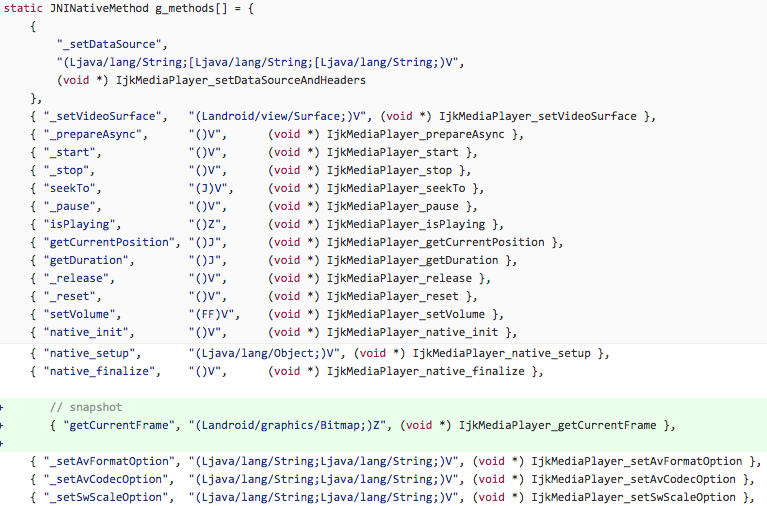 static JNINativeMethod g_methods[] = {
    {
        "_setDataSource",
        "(Ljava/lang/String;[Ljava/lang/String;[Ljava/lang/String;)V",
        (void *) IjkMediaPlayer_setDataSourceAndHeaders
    },
    { "_setVideoSurface",   "(Landroid/view/Surface;)V", (void *) IjkMediaPlayer_setVideoSurface },
    { "_prepareAsync",      "()V",      (void *) IjkMediaPlayer_prepareAsync },
    { "_start",             "()V",      (void *) IjkMediaPlayer_start },
    { "_stop",              "()V",      (void *) IjkMediaPlayer_stop },
    { "seekTo",             "(J)V",     (void *) IjkMediaPlayer_seekTo },
    { "_pause",             "()V",      (void *) IjkMediaPlayer_pause },
    { "isPlaying",          "()Z",      (void *) IjkMediaPlayer_isPlaying },
    { "getCurrentPosition", "()J",      (void *) IjkMediaPlayer_getCurrentPosition },
    { "getDuration",        "()J",      (void *) IjkMediaPlayer_getDuration },
    { "_release",           "()V",      (void *) IjkMediaPlayer_release },
    { "_reset",             "()V",      (void *) IjkMediaPlayer_reset },
    { "setVolume",          "(FF)V",    (void *) IjkMediaPlayer_setVolume },
    { "native_init",        "()V",      (void *) IjkMediaPlayer_native_init },
    { "native_setup",       "(Ljava/lang/Object;)V", (void *) IjkMediaPlayer_native_setup },
    { "native_finalize",    "()V",      (void *) IjkMediaPlayer_native_finalize },
+       // snapshot
+       { "getCurrentFrame", "(Landroid/graphics/Bitmap;)Z", (void *) IjkMediaPlayer_getCurrentFrame },
+
    { "_setAvFormatOption", "(Ljava/lang/String;Ljava/lang/String;)V", (void *) IjkMediaPlayer_setAvFormatOption },
    { "_setAvCodecOption",  "(Ljava/lang/String;Ljava/lang/String;)V", (void *) IjkMediaPlayer_setAvCodecOption },
    { "_setSwScaleOption",  "(Ljava/lang/String;Ljava/lang/String;)V", (void *) IjkMediaPlayer_setSwScaleOption },